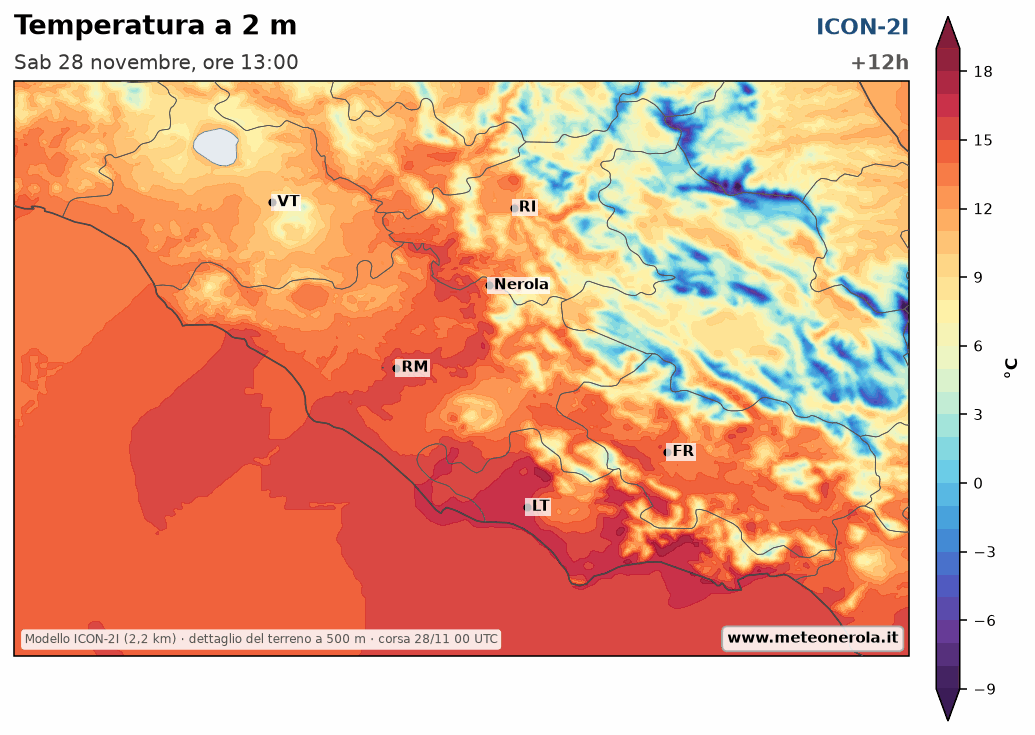 Temperatura a 2 m
ICON-2I
Sab 28 novembre, ore 13:00
+12h
VT
RI
Nerola
RM
FR
LT
18
15
12
9
6
3
0
−3
−6
−9
°C
Modello ICON-2I (2,2 km) · dettaglio del terreno a 500 m · corsa 28/11 00 UTC
www.meteonerola.it